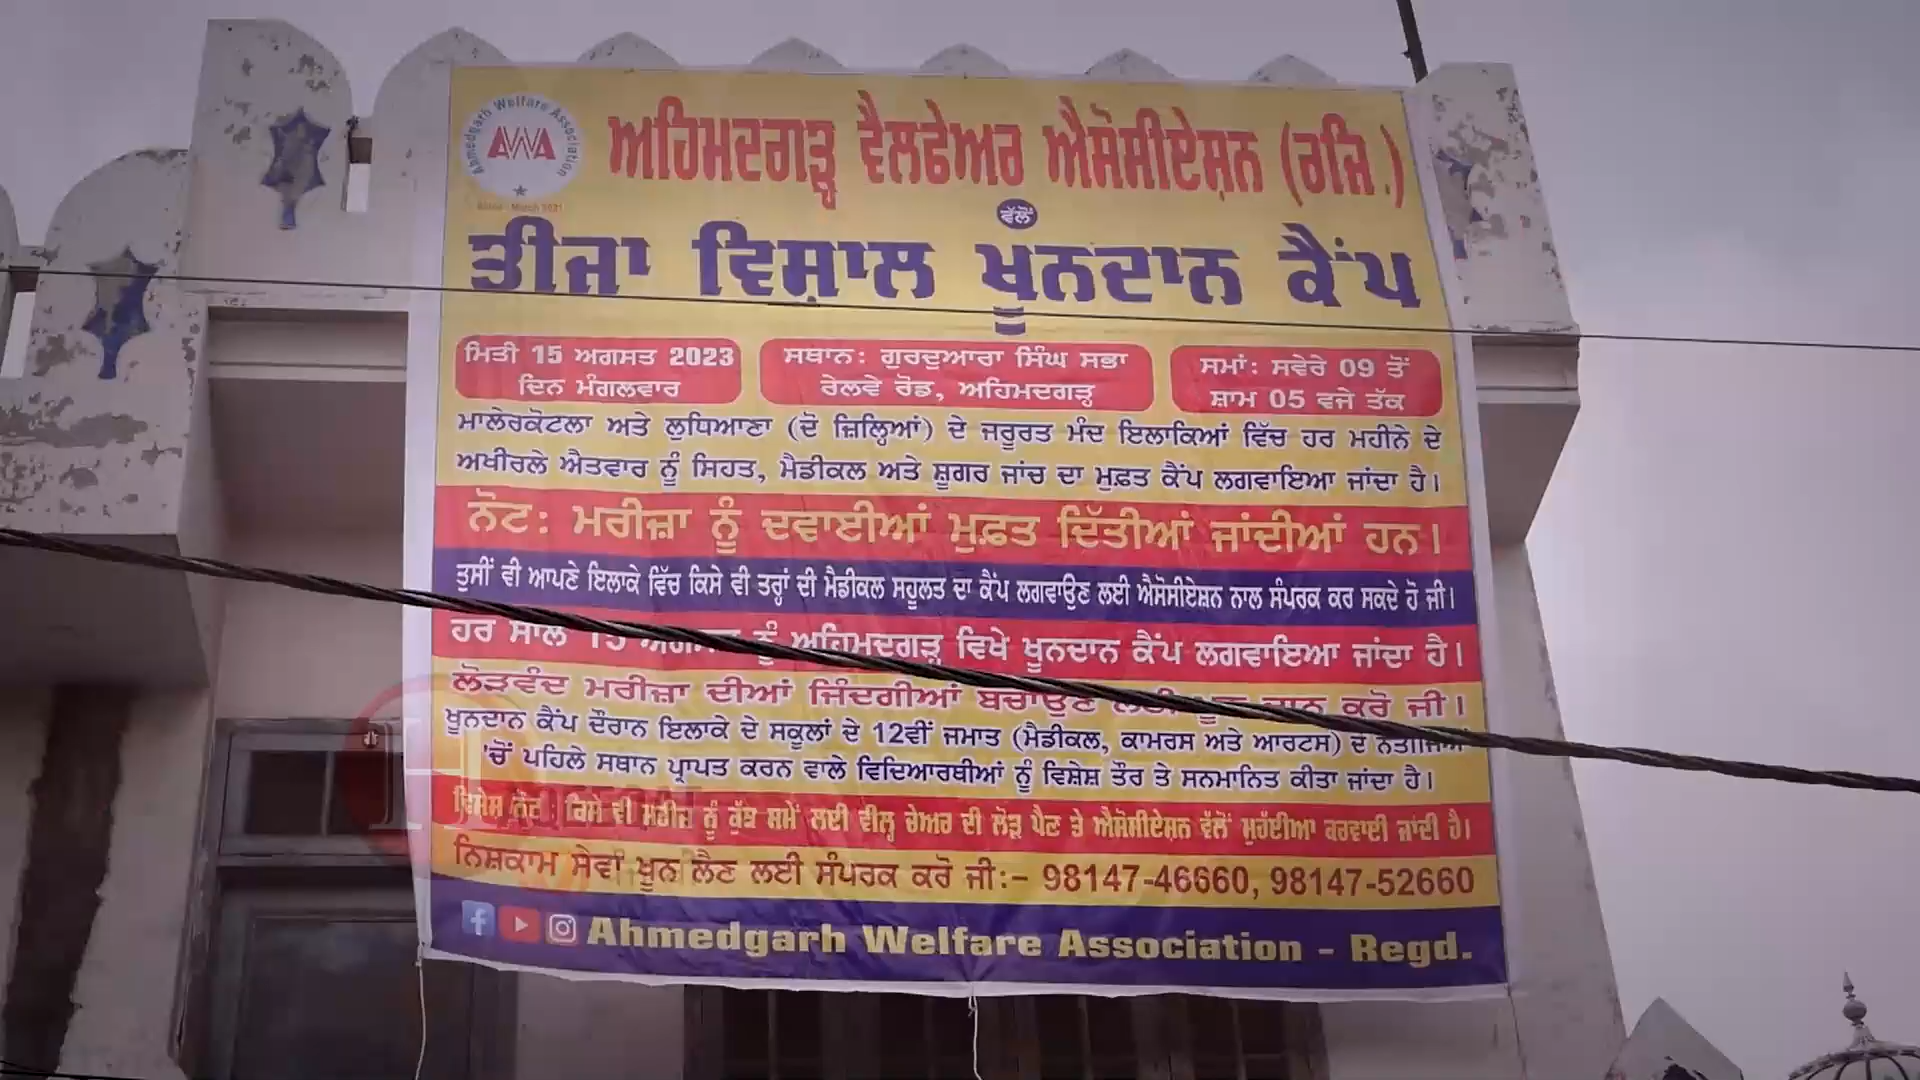 Ahmedgarh Welfare Association
AWA
ਅਹਿਮਦਗੜ੍ਹ ਵੈਲਫੇਅਰ ਐਸੋਸੀਏਸ਼ਨ (ਰਜਿ.)
ਵੱਲੋਂ
ਤੀਜਾ ਵਿਸ਼ਾਲ ਖੂੰਨਦਾਨ ਕੈਂਪ
ਮਿਤੀ 15 ਅਗਸਤ 2023
ਦਿਨ ਮੰਗਲਵਾਰ
ਸਥਾਨ: ਗੁਰਦੁਆਰਾ ਸਿੰਘ ਸਭਾ
ਰੇਲਵੇ ਰੋਡ, ਅਹਿਮਦਗੜ੍ਹ
ਸਮਾਂ: ਸਵੇਰੇ 09 ਤੋਂ
ਸ਼ਾਮ 05 ਵਜੇ ਤੱਕ
ਮਾਲੇਰਕੋਟਲਾ ਅਤੇ ਲੁਧਿਆਣਾ (ਦੋ ਜ਼ਿਲ੍ਹਿਆਂ) ਦੇ ਜਰੂਰਤ ਮੰਦ ਇਲਾਕਿਆਂ ਵਿੱਚ ਹਰ ਮਹੀਨੇ ਦੇ
ਅਖੀਰਲੇ ਐਤਵਾਰ ਨੂੰ ਸਿਹਤ, ਮੈਡੀਕਲ ਅਤੇ ਸ਼ੂਗਰ ਜਾਂਚ ਦਾ ਮੁਫ਼ਤ ਕੈਂਪ ਲਗਵਾਇਆ ਜਾਂਦਾ ਹੈ।
ਨੋਟ: ਮਰੀਜ਼ਾ ਨੂੰ ਦਵਾਈਆਂ ਮੁਫ਼ਤ ਦਿੱਤੀਆਂ ਜਾਂਦੀਆਂ ਹਨ।
ਤੁਸੀਂ ਵੀ ਆਪਣੇ ਇਲਾਕੇ ਵਿੱਚ ਕਿਸੇ ਵੀ ਤਰ੍ਹਾਂ ਦੀ ਮੈਡੀਕਲ ਸਹੂਲਤ ਦਾ ਕੈਂਪ ਲਗਵਾਉਣ ਲਈ ਐਸੋਸੀਏਸ਼ਨ ਨਾਲ ਸੰਪਰਕ ਕਰ ਸਕਦੇ ਹੋ ਜੀ।
ਹਰ ਸਾਲ 15 ਅਗਸਤ ਨੂੰ ਅਹਿਮਦਗੜ੍ਹ ਵਿਖੇ ਖੂਨਦਾਨ ਕੈਂਪ ਲਗਵਾਇਆ ਜਾਂਦਾ ਹੈ।
ਲੋੜਵੰਦ ਮਰੀਜ਼ਾ ਦੀਆਂ ਜਿੰਦਗੀਆਂ ਬਚਾਉਣ ਲਈ ਖੂਨ ਦਾਨ ਕਰੋ ਜੀ।
ਖੂਨਦਾਨ ਕੈਂਪ ਦੌਰਾਨ ਇਲਾਕੇ ਦੇ ਸਕੂਲਾਂ ਦੇ 12ਵੀਂ ਜਮਾਤ (ਮੈਡੀਕਲ, ਕਾਮਰਸ ਅਤੇ ਆਰਟਸ) ਦੇ ਨਤੀਜਿਆਂ
'ਚੋਂ ਪਹਿਲੇ ਸਥਾਨ ਪ੍ਰਾਪਤ ਕਰਨ ਵਾਲੇ ਵਿਦਿਆਰਥੀਆਂ ਨੂੰ ਵਿਸ਼ੇਸ਼ ਤੌਰ ਤੇ ਸਨਮਾਨਿਤ ਕੀਤਾ ਜਾਂਦਾ ਹੈ।
ਵਿਸ਼ੇਸ਼ ਨੋਟ ਕਿਸੇ ਵੀ ਮਰੀਜ਼ ਨੂੰ ਕੁੱਝ ਸਮੇਂ ਲਈ ਵੀਲ੍ਹ ਚੇਅਰ ਦੀ ਲੋੜ ਪੈਣ ਤੇ ਐਸੋਸੀਏਸ਼ਨ ਵੱਲੋਂ ਮੁਹੱਈਆ ਕਰਵਾਈ ਜਾਂਦੀ ਹੈ।
ਨਿਸ਼ਕਾਮ ਸੇਵਾ ਖੂਨ ਲੈਣ ਲਈ ਸੰਪਰਕ ਕਰੋ ਜੀ:- 98147-46660, 98147-52660
Ahmedgarh Welfare Association - Regd.